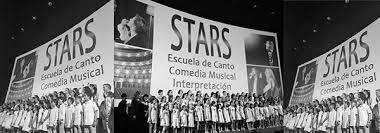 STARS
Escuela de Canto
Comedia Musical
STARS
Escuela de Canto
Comedia Musical
Interpretación
STARS
Escuela de Canto
Comedia Musical